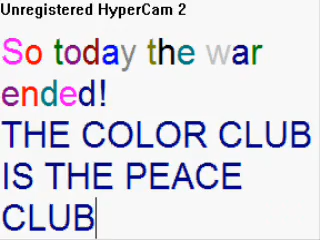 Unregistered HyperCam 2
So today the war
ended!
THE COLOR CLUB
IS THE PEACE
CLUB